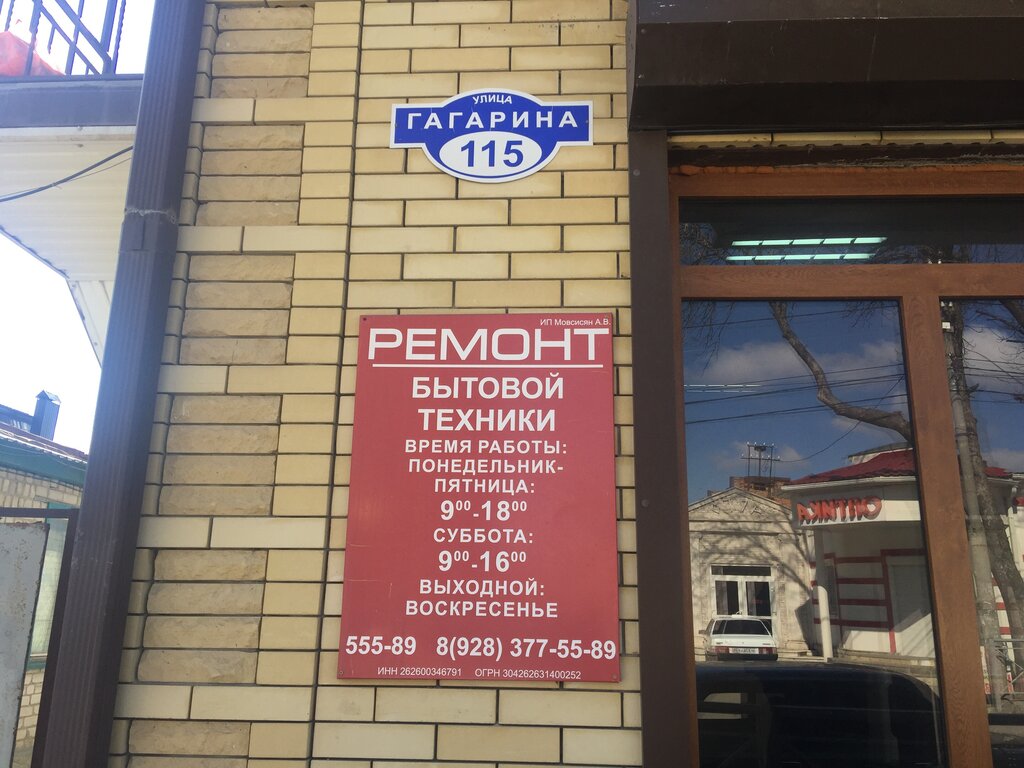 УЛИЦА
ГАГАРИНА
115
ИП Мовсисян А.В.
РЕМОНТ
БЫТОВОЙ
ТЕХНИКИ
ВРЕМЯ РАБОТЫ:
ПОНЕДЕЛЬНИК-
ПЯТНИЦА:
9⁰⁰-18⁰⁰
СУББОТА:
9⁰⁰-16⁰⁰
ВЫХОДНОЙ:
ВОСКРЕСЕНЬЕ
555-89 8(928) 377-55-89
ИНН 262600346791 ОГРН 304262631400252
ОПТИКА